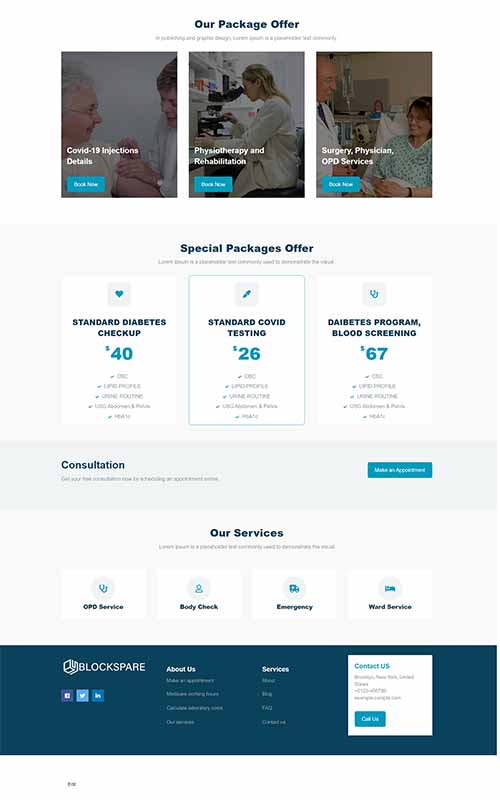 Our Package Offer
In publishing and graphic design, Lorem ipsum is a placeholder text commonly.
Covid-19 Injections
Details
Book Now
Physiotherapy and
Rehabilitation
Book Now
Surgery, Physician,
OPD Services
Book Now
Special Packages Offer
Lorem ipsum is a placeholder text commonly used to demonstrate the visual.
STANDARD DIABETES
CHECKUP
$40
CBC
LIPID PROFILE
URINE ROUTINE
USG Abdomen & Pelvis
HbA1c
STANDARD COVID
TESTING
$26
CBC
LIPID PROFILE
URINE ROUTINE
USG Abdomen & Pelvis
HbA1c
DAIBETES PROGRAM,
BLOOD SCREENING
$67
CBC
LIPID PROFILE
URINE ROUTINE
USG Abdomen & Pelvis
HbA1c
Consultation
Get your free consultation now by scheduling an appointment online.
Make an Appointment
Our Services
Lorem ipsum is a placeholder text commonly used to demonstrate the visual.
OPD Service
Body Check
Emergency
Ward Service
BLOCKSPARE
About Us
Make an appointment
Medicare working hours
Calculate laboratory costs
Our services
Services
About
Blog
FAQ
Contact us
Contact US
Brooklyn, New York, United
States
example.sample.com
Call Us
Edit